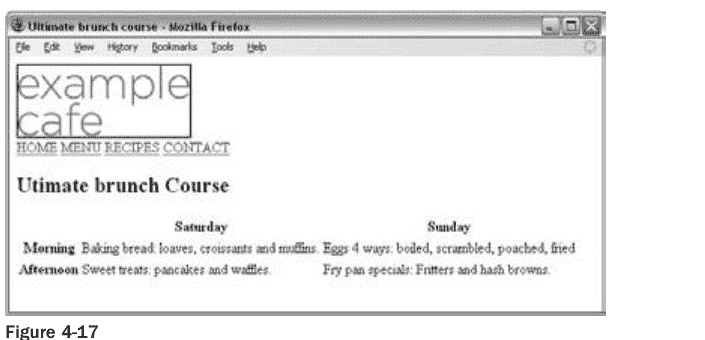 Ultimate brunch course - Mozilla Firefox
File Edit View History Bookmarks Tools Help
example
cafe
HOME MENU RECIPES CONTACT
Utimate brunch Course
Saturday Sunday
Morning Baking bread: loaves, croissants and muffins. Eggs 4 ways: boiled, scrambled, poached, fried
Afternoon Sweet treats: pancakes and waffles. Fry pan specials: Fritters and hash browns.
Figure 4-17